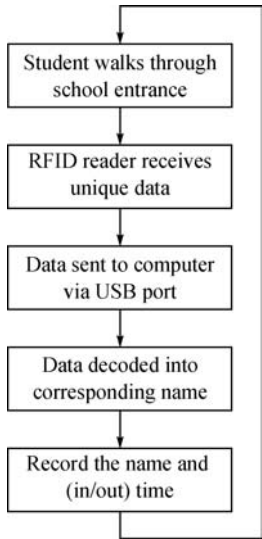 Student walks through
school entrance
RFID reader receives
unique data
Data sent to computer
via USB port
Data decoded into
corresponding name
Record the name and
(in/out) time